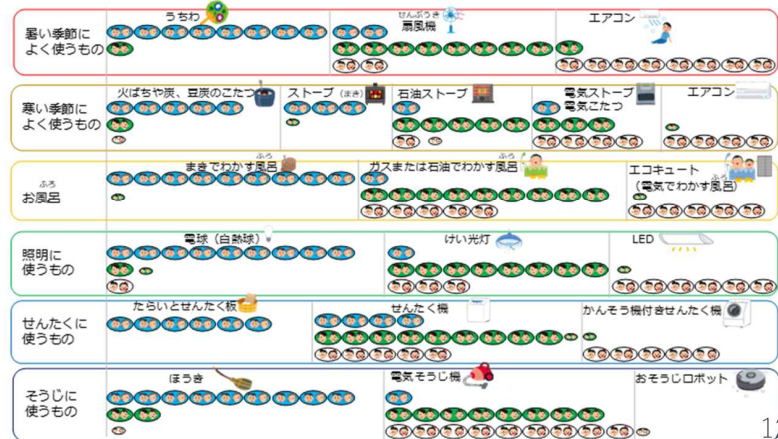 暑い季節に
よく使うもの
うちわ
せんぷうき
扇風機
エアコン
寒い季節に
よく使うもの
火ばちや炭、豆炭のこたつ
ストーブ(まき)
石油ストーブ
電気ストーブ
電気こたつ
エアコン
ふろ
お風呂
ふろ
まきでわかす風呂
ふろ
ガスまたは石油でわかす風呂
エコキュート
ふろ
(電気でわかす風呂)
照明に
使うもの
電球(白熱球)
けい光灯
LED
せんたくに
使うもの
たらいとせんたく板
せんたく機
かんそう機付きせんたく機
そうじに
使うもの
ほうき
電気そうじ機
おそうじロボット
1